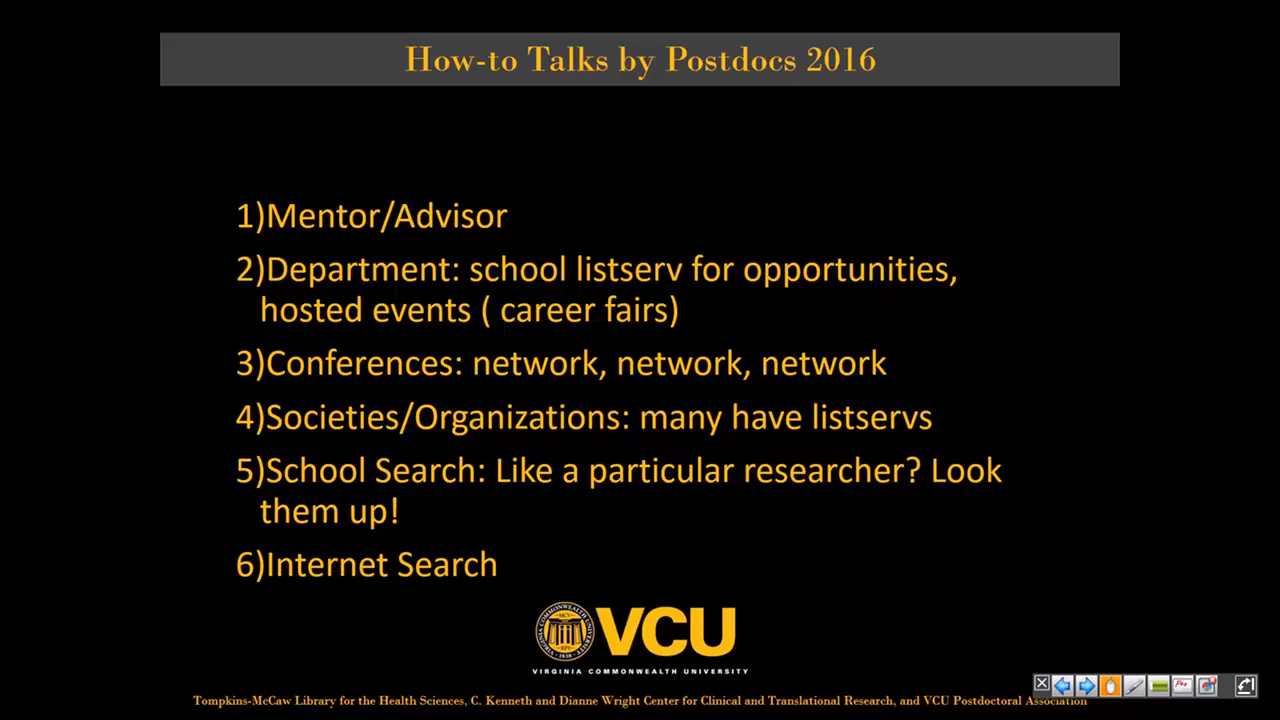 How-to Talks by Postdocs 2016
1)Mentor/Advisor
2)Department: school listserv for opportunities,
hosted events ( career fairs)
3)Conferences: network, network, network
4)Societies/Organizations: many have listservs
5)School Search: Like a particular researcher? Look
them up!
6)Internet Search
VCU
VIRGINIA COMMONWEALTH UNIVERSITY
Tompkins-McCaw Library for the Health Sciences, C. Kenneth and Dianne Wright Center for Clinical and Translational Research, and VCU Postdoctoral Association